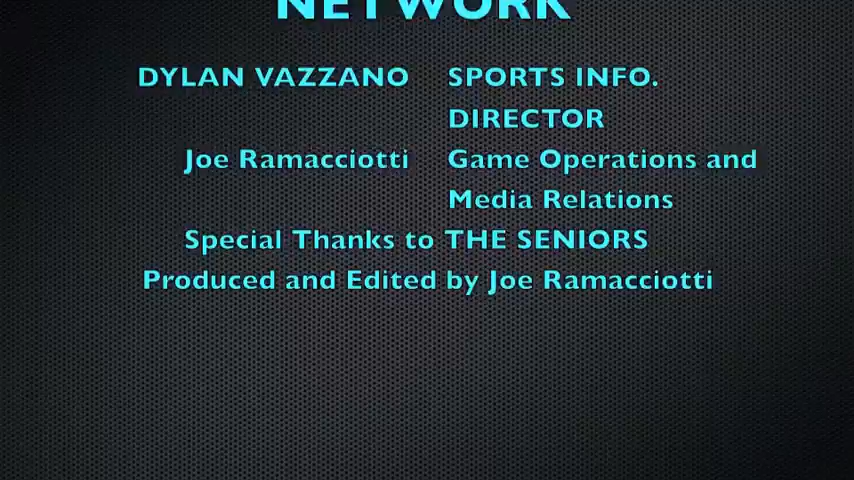 NETWORK
DYLAN VAZZANO SPORTS INFO.
DIRECTOR
Joe Ramacciotti Game Operations and
Media Relations
Special Thanks to THE SENIORS
Produced and Edited by Joe Ramacciotti